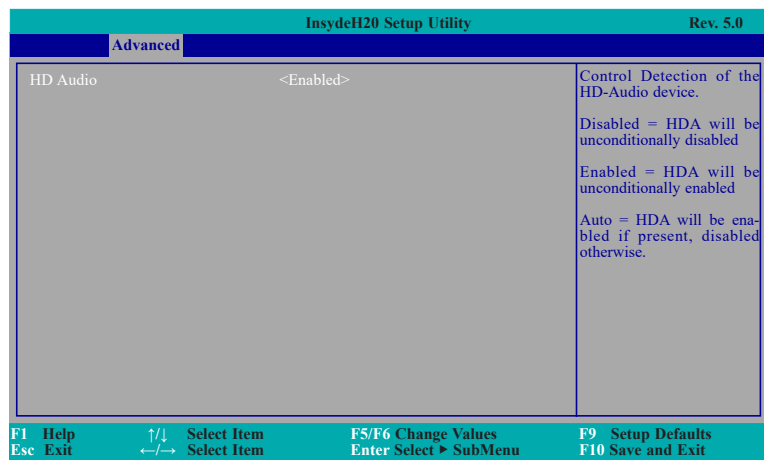 InsydeH20 Setup Utility Rev. 5.0
Advanced
HD Audio <Enabled>
Control Detection of the
HD-Audio device.
Disabled = HDA will be
unconditionally disabled
Enabled = HDA will be
unconditionally enabled
Auto = HDA will be ena-
bled if present, disabled
otherwise.
F1 Help ↑/↓ Select Item F5/F6 Change Values F9 Setup Defaults
Esc Exit ←/→ Select Item Enter Select ▶ SubMenu F10 Save and Exit